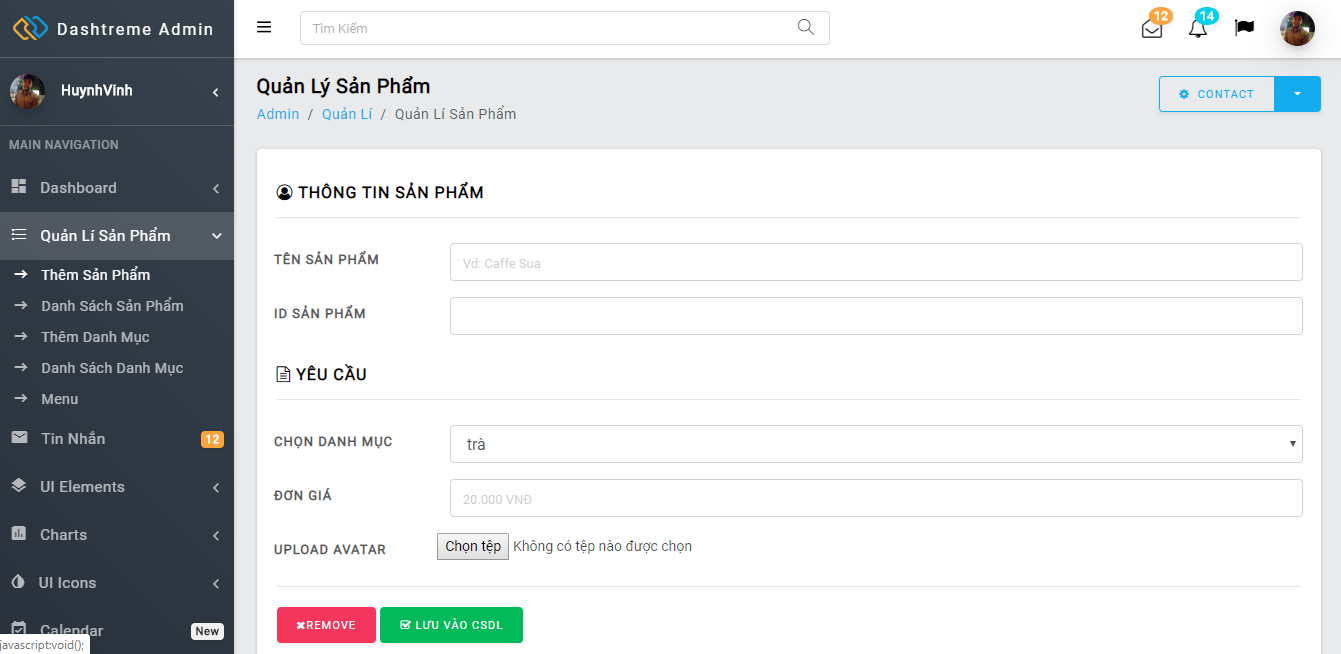 Dashtreme Admin
Tìm Kiếm
12
14
HuynhVĩnh
Quản Lý Sản Phẩm
CONTACT
Admin / Quản Lí / Quản Lí Sản Phẩm
MAIN NAVIGATION
Dashboard
Quản Lí Sản Phẩm
Thêm Sản Phẩm
Danh Sách Sản Phẩm
Thêm Danh Mục
Danh Sách Danh Mục
Menu
Tin Nhắn 12
UI Elements
Charts
UI Icons
Calendar New
javascript:void();
THÔNG TIN SẢN PHẨM
TÊN SẢN PHẨM
Vd: Caffe Sua
ID SẢN PHẨM
YÊU CẦU
CHỌN DANH MỤC
trà
ĐƠN GIÁ
20.000 VNĐ
UPLOAD AVATAR
Chọn tệp Không có tệp nào được chọn
REMOVE
LƯU VÀO CSDL